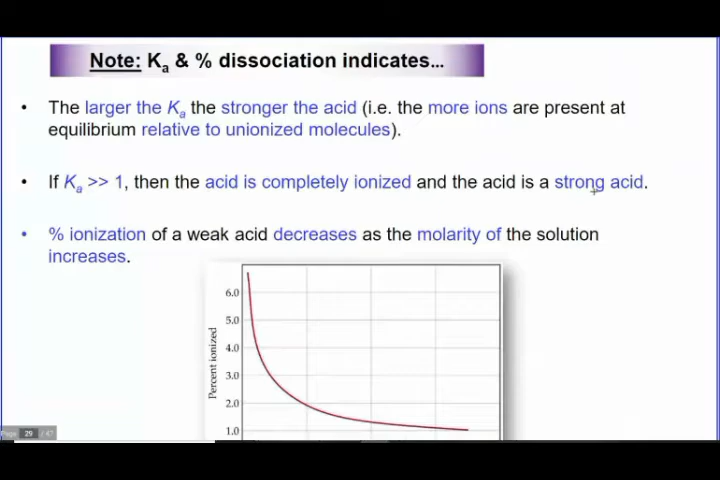 Note: Ka & % dissociation indicates…
• The larger the Ka the stronger the acid (i.e. the more ions are present at
equilibrium relative to unionized molecules).
• If Ka >> 1, then the acid is completely ionized and the acid is a strong acid.
• % ionization of a weak acid decreases as the molarity of the solution
increases.
Percent ionized
6.0
5.0
4.0
3.0
2.0
1.0
Page 29 / 47